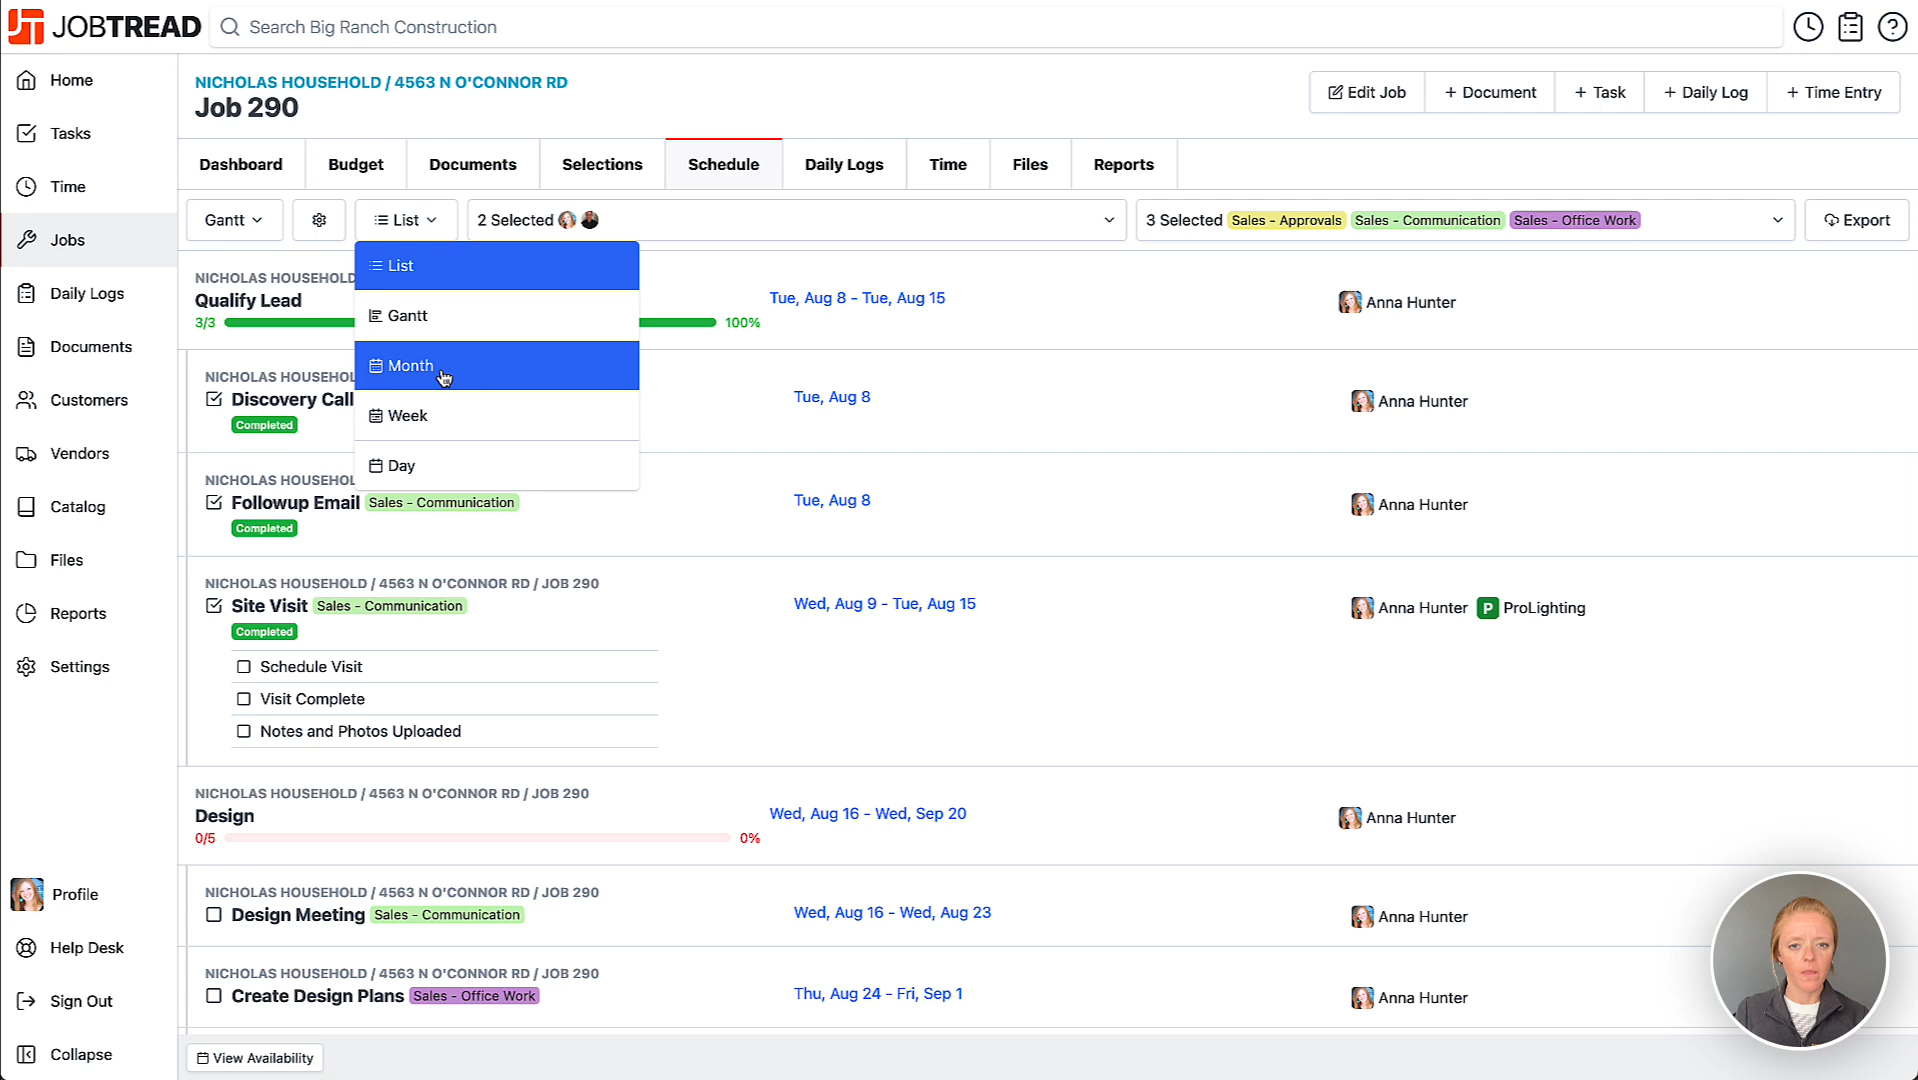 JOBTREAD
Search Big Ranch Construction
Home
Tasks
Time
Jobs
Daily Logs
Documents
Customers
Vendors
Catalog
Files
Reports
Settings
Profile
Help Desk
Sign Out
Collapse
NICHOLAS HOUSEHOLD / 4563 N O'CONNOR RD
Job 290
Edit Job
+ Document
+ Task
+ Daily Log
+ Time Entry
Dashboard
Budget
Documents
Selections
Schedule
Daily Logs
Time
Files
Reports
Gantt
List
2 Selected
3 Selected Sales - Approvals Sales - Communication Sales - Office Work
Export
List
Gantt
Month
Week
Day
NICHOLAS HOUSEHOLD
Qualify Lead
3/3
100%
Tue, Aug 8 - Tue, Aug 15
Anna Hunter
NICHOLAS HOUSEHOL
Discovery Call
Completed
Tue, Aug 8
Anna Hunter
NICHOLAS HOUSEHOL
Followup Email Sales - Communication
Completed
Tue, Aug 8
Anna Hunter
NICHOLAS HOUSEHOLD / 4563 N O'CONNOR RD / JOB 290
Site Visit Sales - Communication
Completed
Wed, Aug 9 - Tue, Aug 15
Anna Hunter P ProLighting
Schedule Visit
Visit Complete
Notes and Photos Uploaded
NICHOLAS HOUSEHOLD / 4563 N O'CONNOR RD / JOB 290
Design
0/5
0%
Wed, Aug 16 - Wed, Sep 20
Anna Hunter
NICHOLAS HOUSEHOLD / 4563 N O'CONNOR RD / JOB 290
Design Meeting Sales - Communication
Wed, Aug 16 - Wed, Aug 23
Anna Hunter
NICHOLAS HOUSEHOLD / 4563 N O'CONNOR RD / JOB 290
Create Design Plans Sales - Office Work
Thu, Aug 24 - Fri, Sep 1
Anna Hunter
View Availability